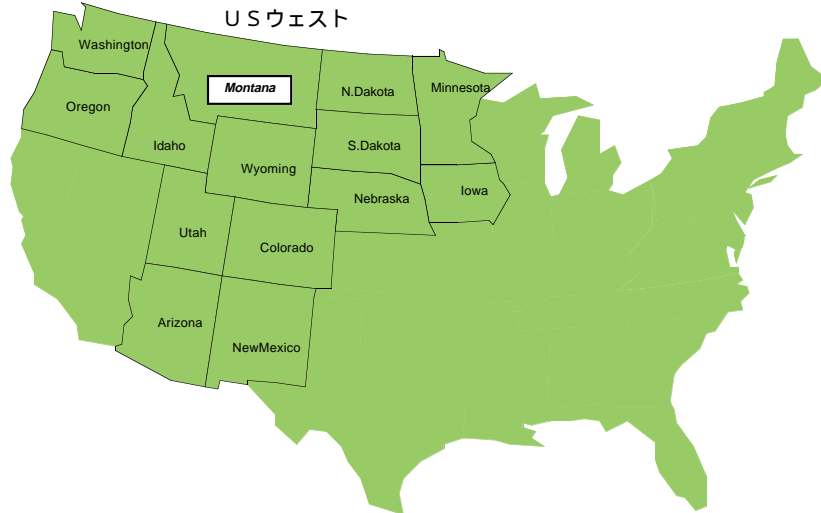 ＵＳウェスト
Washington
Montana
N.Dakota
Minnesota
Oregon
Idaho
S.Dakota
Wyoming
Nebraska
Iowa
Utah
Colorado
Arizona
NewMexico